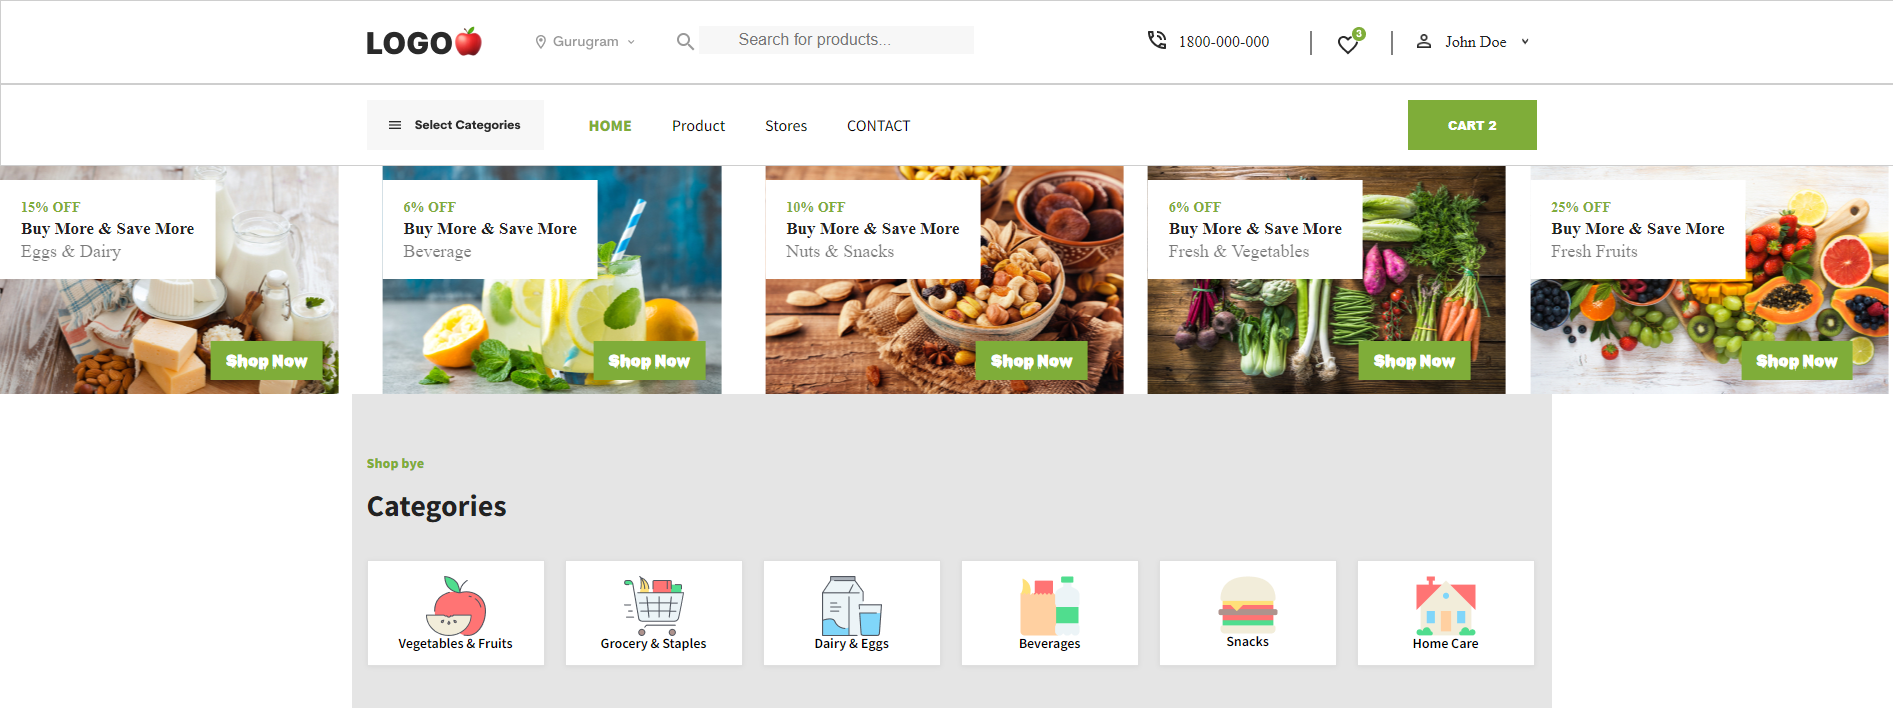 LOGO
Gurugram
Search for products...
1800-000-000
3
John Doe
Select Categories
HOME
Product
Stores
CONTACT
CART 2
15% OFF
Buy More & Save More
Eggs & Dairy
Shop Now
6% OFF
Buy More & Save More
Beverage
Shop Now
10% OFF
Buy More & Save More
Nuts & Snacks
Shop Now
6% OFF
Buy More & Save More
Fresh & Vegetables
Shop Now
25% OFF
Buy More & Save More
Fresh Fruits
Shop Now
Shop bye
Categories
Vegetables & Fruits
Grocery & Staples
Dairy & Eggs
Beverages
Snacks
Home Care